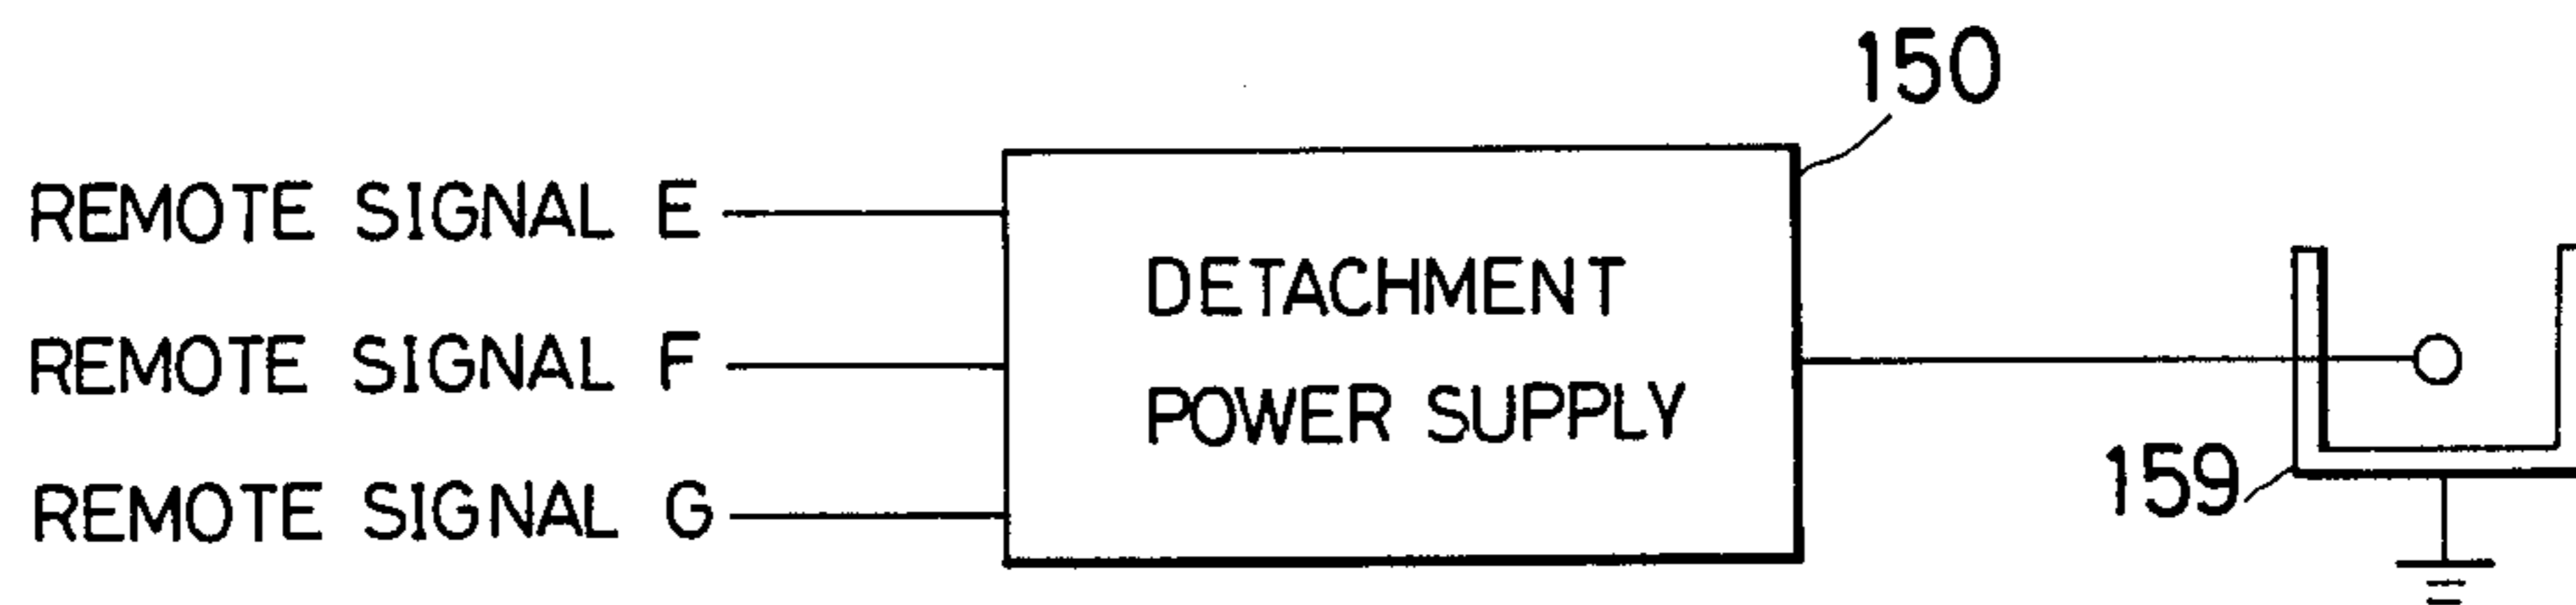 150
REMOTE SIGNAL E
REMOTE SIGNAL F
REMOTE SIGNAL G
DETACHMENT
POWER SUPPLY
159